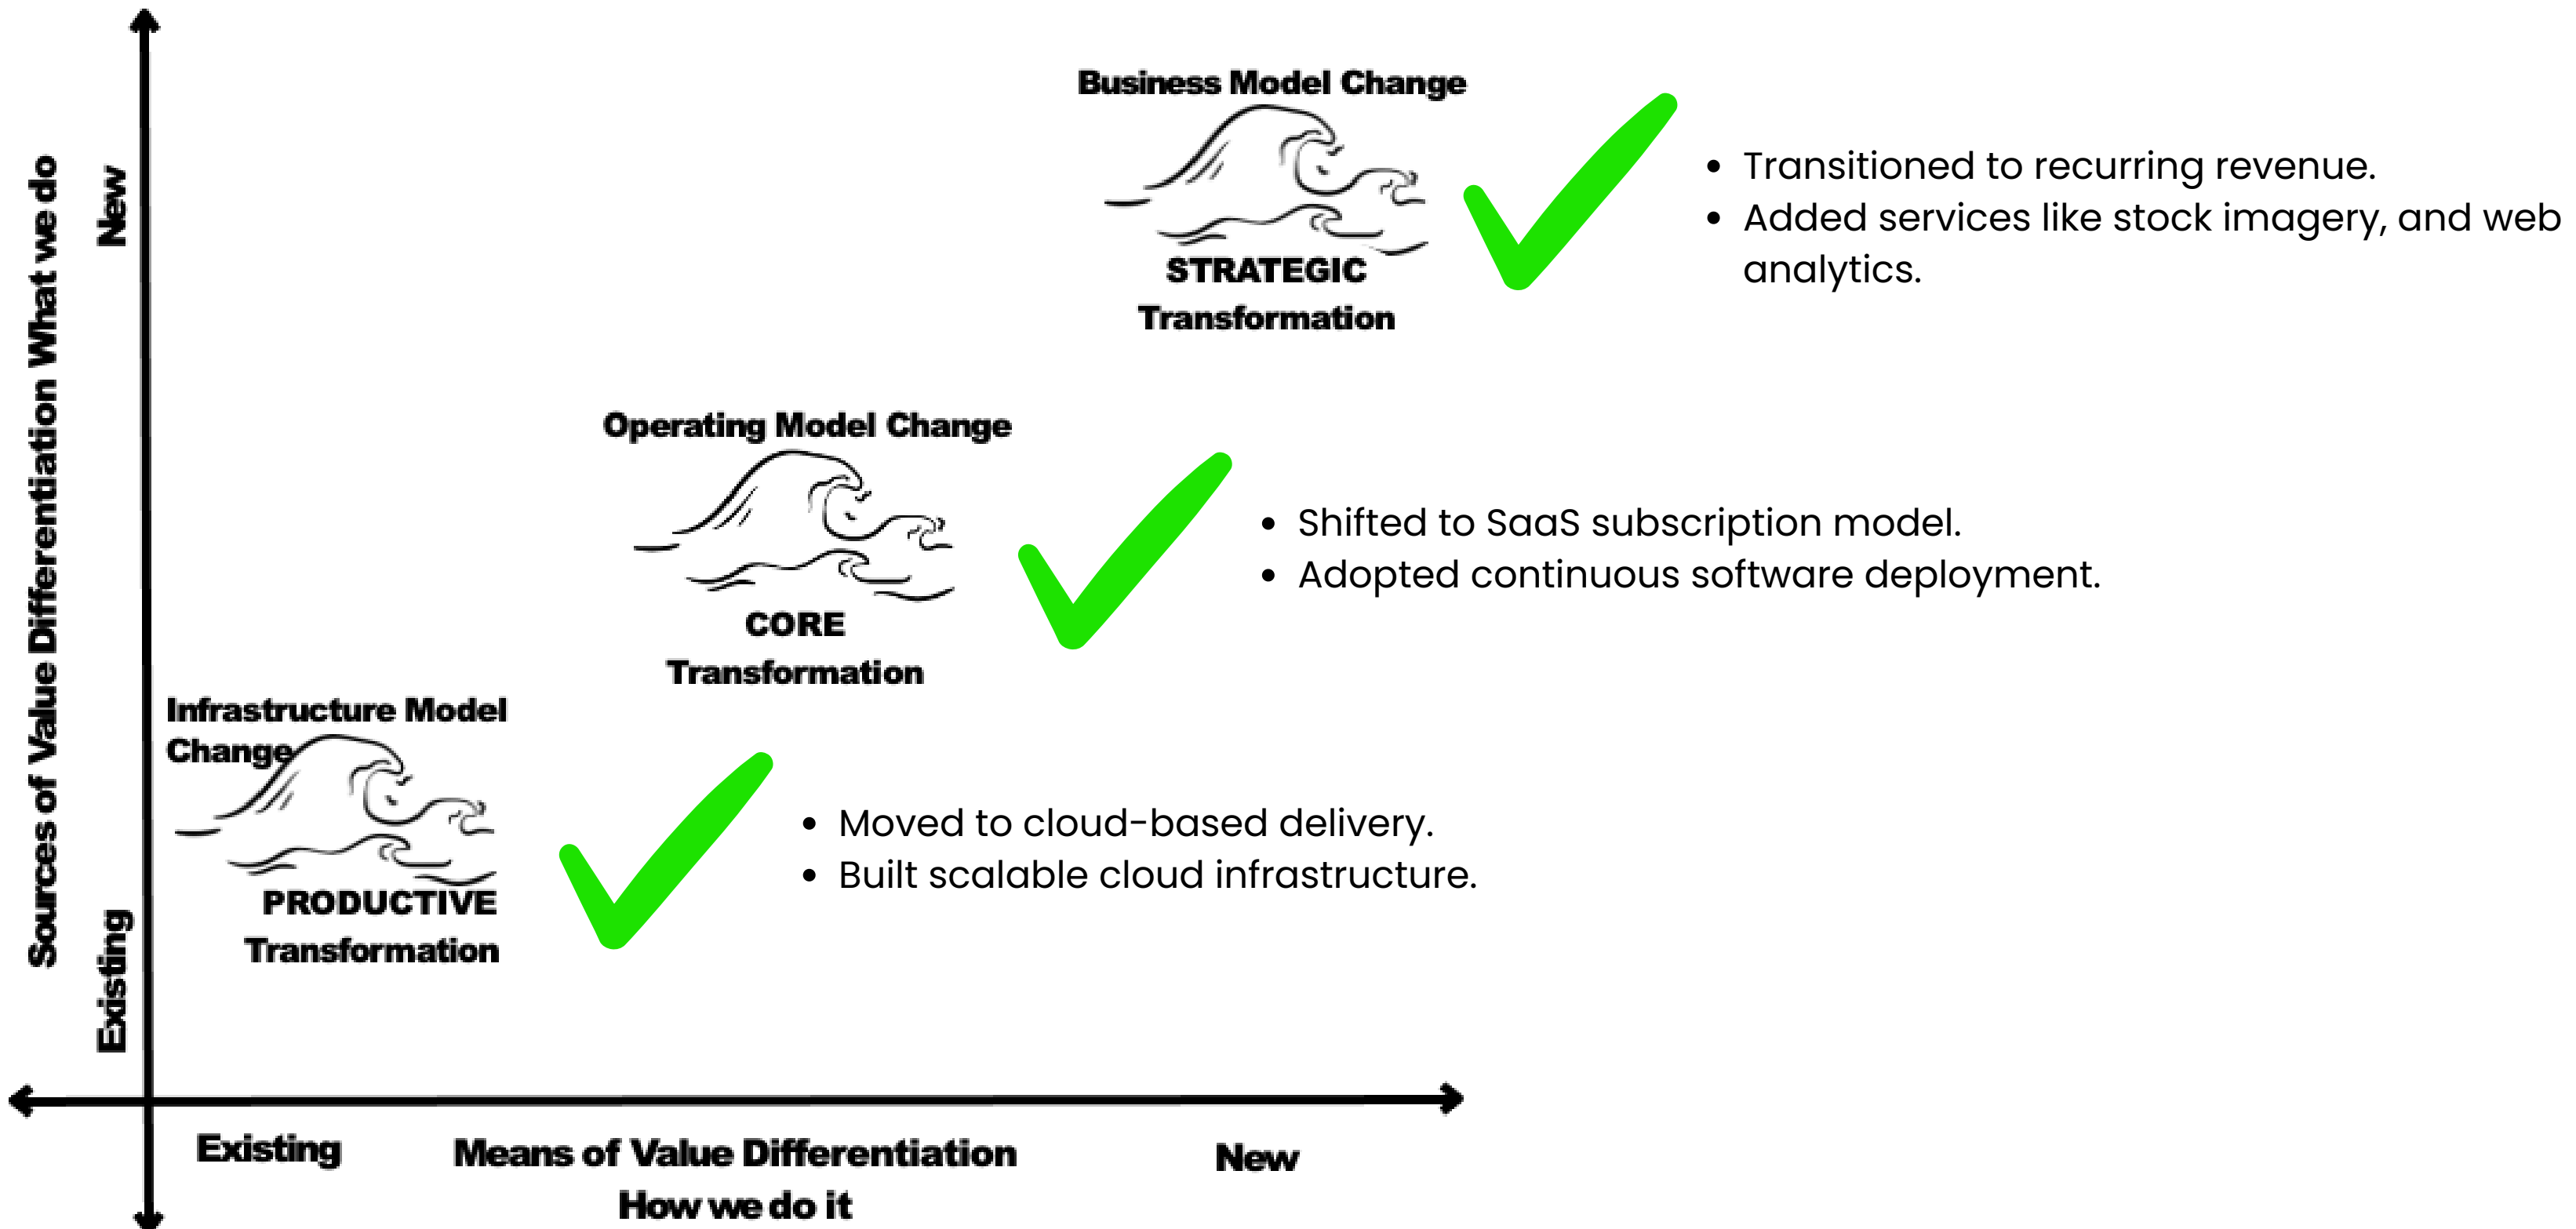 Sources of Value Differentiation What we do
New
Existing
Business Model Change
STRATEGIC
Transformation
• Transitioned to recurring revenue.
• Added services like stock imagery, and web
analytics.
Operating Model Change
CORE
Transformation
• Shifted to SaaS subscription model.
• Adopted continuous software deployment.
Infrastructure Model
Change
PRODUCTIVE
Transformation
• Moved to cloud-based delivery.
• Built scalable cloud infrastructure.
Existing
Means of Value Differentiation
How we do it
New